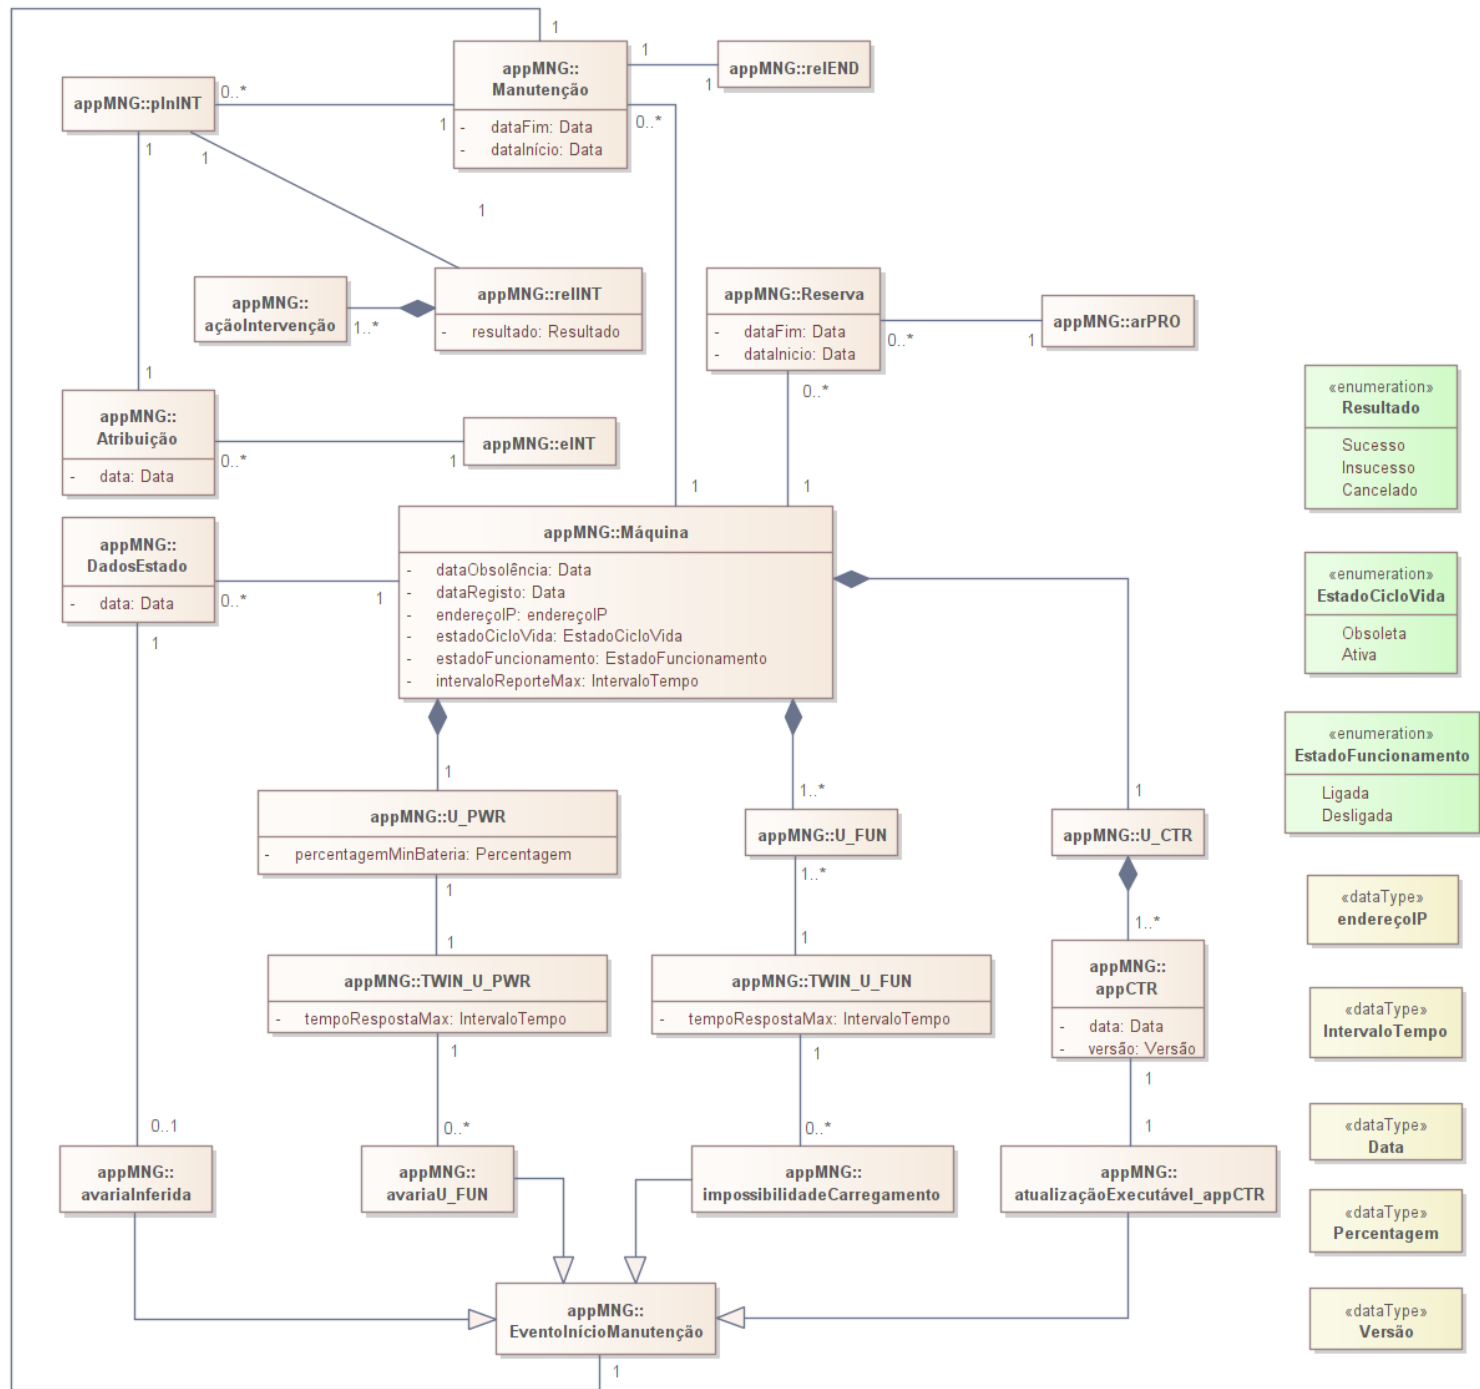 1
appMNG::
Manutenção
- dataFim: Data
- dataInício: Data
1
1
appMNG::relEND
appMNG::plnINT
0..*
1
0..*
1
1
1
appMNG::
açãoIntervenção
1..*
appMNG::relINT
- resultado: Resultado
appMNG::Reserva
- dataFim: Data
- dataInicio: Data
0..*
1
appMNG::arPRO
0..*
1
appMNG::
Atribuição
- data: Data
0..*
1
appMNG::eINT
1
1
appMNG::
DadosEstado
- data: Data
0..*
1
1
appMNG::Máquina
- dataObsolência: Data
- dataRegisto: Data
- endereçoIP: endereçoIP
- estadoCicloVida: EstadoCicloVida
- estadoFuncionamento: EstadoFuncionamento
- intervaloReporteMax: IntervaloTempo
1
1..*
1
appMNG::U_PWR
- percentagemMinBateria: Percentagem
1
1
appMNG::U_FUN
1..*
1
appMNG::U_CTR
1..*
appMNG::TWIN_U_PWR
- tempoRespostaMax: IntervaloTempo
1
0..*
appMNG::TWIN_U_FUN
- tempoRespostaMax: IntervaloTempo
1
0..*
appMNG::
appCTR
- data: Data
- versão: Versão
1
1
0..1
appMNG::
avariaInferida
appMNG::
avariaU_FUN
appMNG::
impossibilidadeCarregamento
appMNG::
atualizaçãoExecutável_appCTR
appMNG::
EventoInícioManutenção
1
«enumeration»
Resultado
Sucesso
Insucesso
Cancelado
«enumeration»
EstadoCicloVida
Obsoleta
Ativa
«enumeration»
EstadoFuncionamento
Ligada
Desligada
«dataType»
endereçoIP
«dataType»
IntervaloTempo
«dataType»
Data
«dataType»
Percentagem
«dataType»
Versão